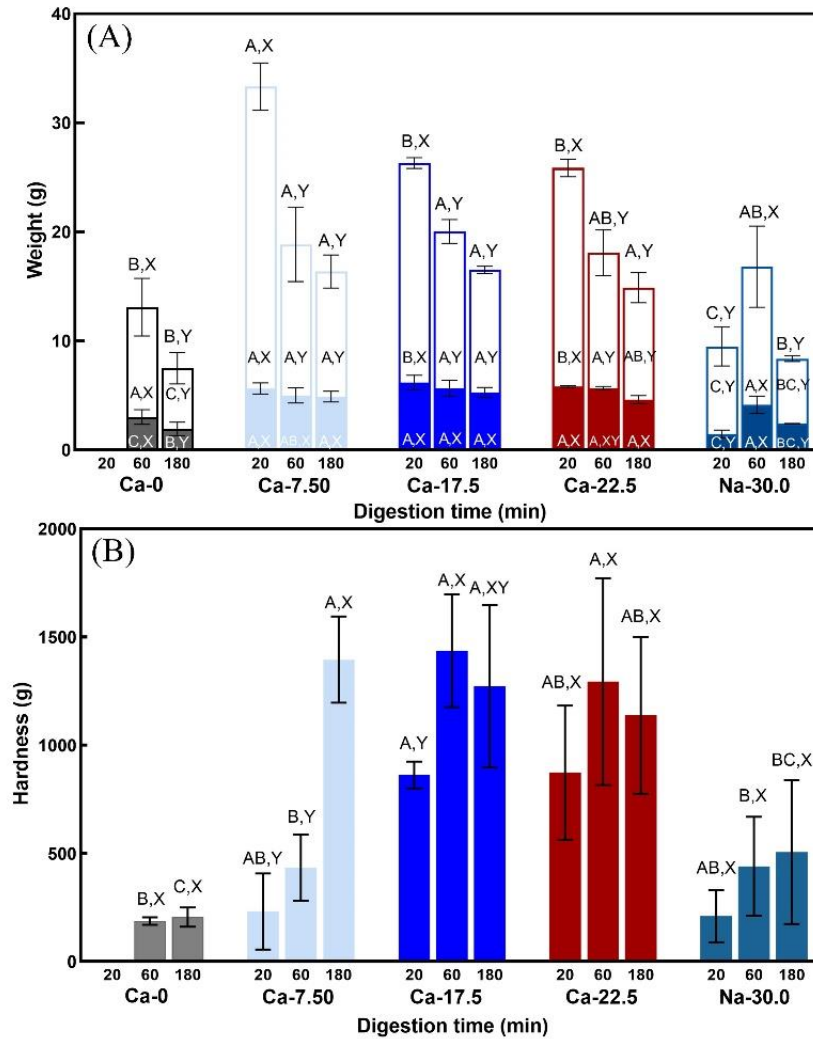 (A)
Weight (g)
40
30
20
10
0
B,X
B,Y
A,X
C,Y
C,X
B,Y
A,X
A,Y
A,Y
A,X
A,Y
A,Y
A,X
AB,X
A,X
B,X
A,Y
A,Y
B,X
A,Y
A,Y
A,X
A,X
A,X
B,X
AB,Y
A,Y
B,X
A,Y
AB,Y
A,X
A,XY
A,X
C,Y
AB,X
B,Y
C,Y
A,X
BC,Y
C,Y
A,X
BC,Y
20 60 180 20 60 180 20 60 180 20 60 180 20 60 180
Ca-0 Ca-7.50 Ca-17.5 Ca-22.5 Na-30.0
Digestion time (min)
(B)
Hardness (g)
2000
1500
1000
500
0
B,X
C,X
AB,Y
B,Y
A,X
A,Y
A,X
A,XY
AB,X
A,X
AB,X
AB,X
B,X
BC,X
20 60 180 20 60 180 20 60 180 20 60 180 20 60 180
Ca-0 Ca-7.50 Ca-17.5 Ca-22.5 Na-30.0
Digestion time (min)